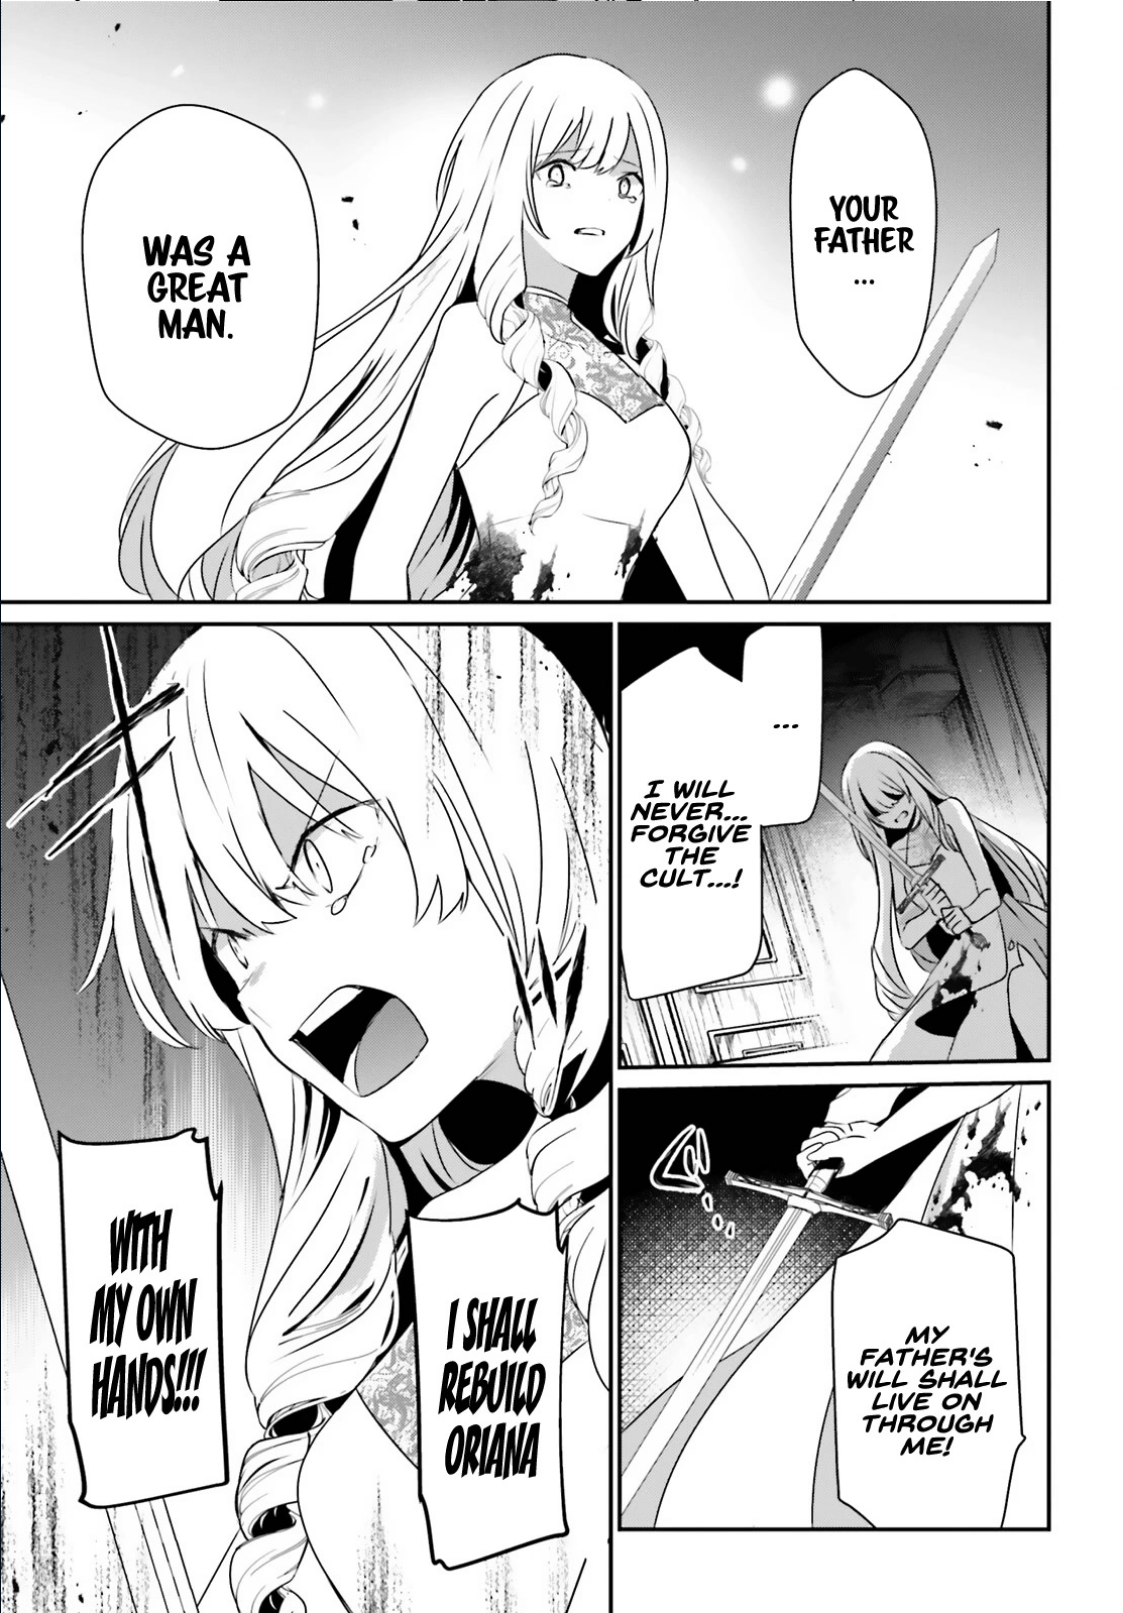 YOUR
FATHER
...
WAS A
GREAT
MAN.
...
I WILL
NEVER...
FORGIVE
THE
CULT...!
MY
FATHER'S
WILL SHALL
LIVE ON
THROUGH
ME!
I SHALL
REBUILD
ORIANA
WITH
MY OWN
HANDS!!!